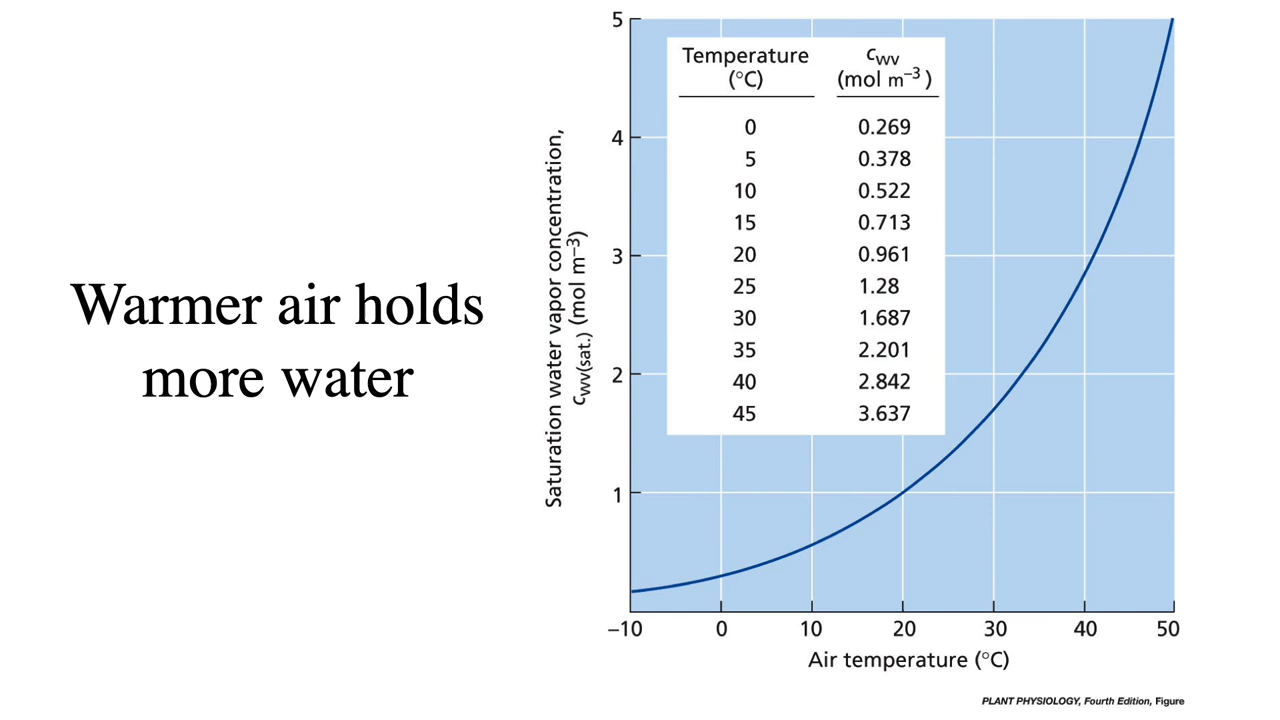 Warmer air holds
more water
Saturation water vapor concentration,
c_wv(sat.) (mol m⁻³)
5
4
3
2
1
Temperature
(°C)
c_wv
(mol m⁻³ )
0 0.269
5 0.378
10 0.522
15 0.713
20 0.961
25 1.28
30 1.687
35 2.201
40 2.842
45 3.637
–10 0 10 20 30 40 50
Air temperature (°C)
PLANT PHYSIOLOGY, Fourth Edition, Figure